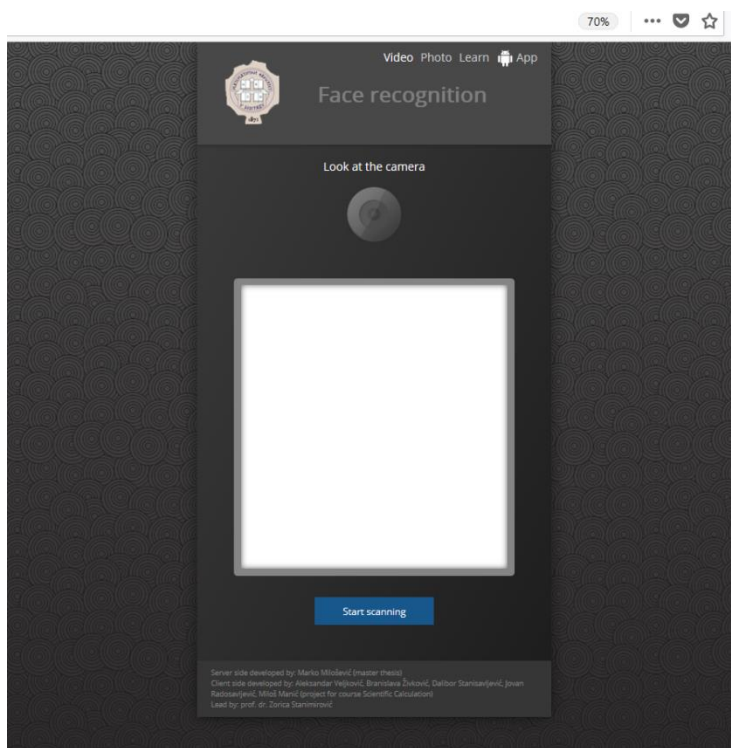 70%
Video Photo Learn App
Face recognition
Look at the camera
Start scanning
Server side developed by: Marko Milošević (master thesis)
Client side developed by: Aleksandar Veljković, Branislava Živković, Dalibor Stanisavljević, Jovan
Radosavljević, Miloš Manić (project for course Scientific Calculation)
Lead by: prof. dr. Zorica Stanimirović